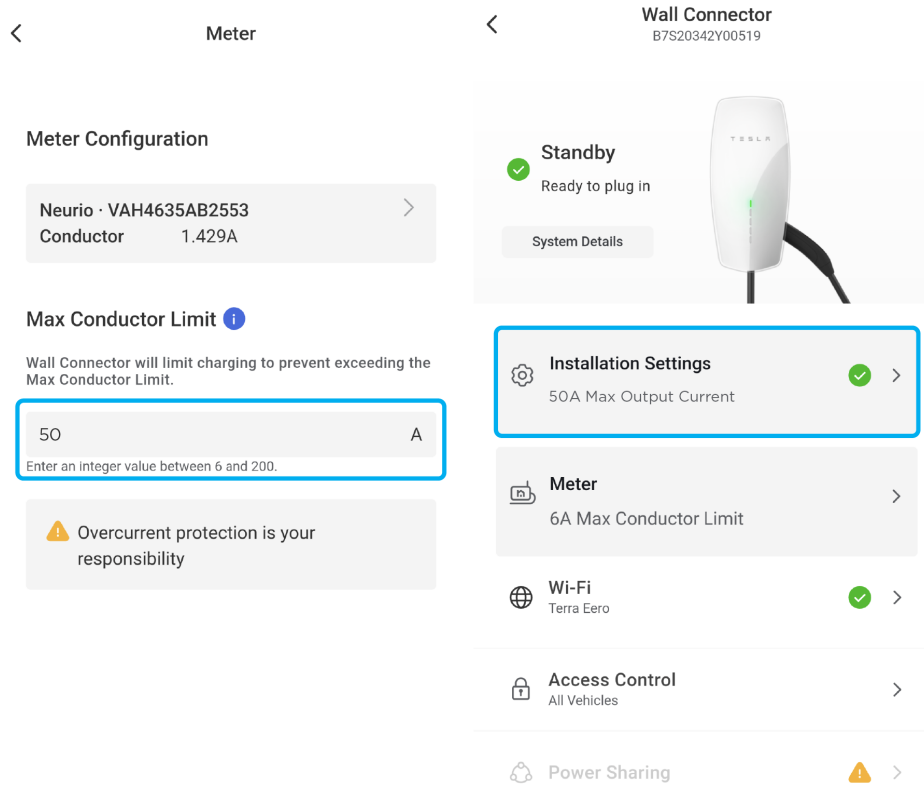 Meter
Meter Configuration
Neurio · VAH4635AB2553
Conductor 1.429A
Max Conductor Limit
Wall Connector will limit charging to prevent exceeding the
Max Conductor Limit.
50 A
Enter an integer value between 6 and 200.
Overcurrent protection is your
responsibility
Wall Connector
B7S20342Y00519
Standby
Ready to plug in
System Details
TESLA
Installation Settings
50A Max Output Current
Meter
6A Max Conductor Limit
Wi-Fi
Terra Eero
Access Control
All Vehicles
Power Sharing